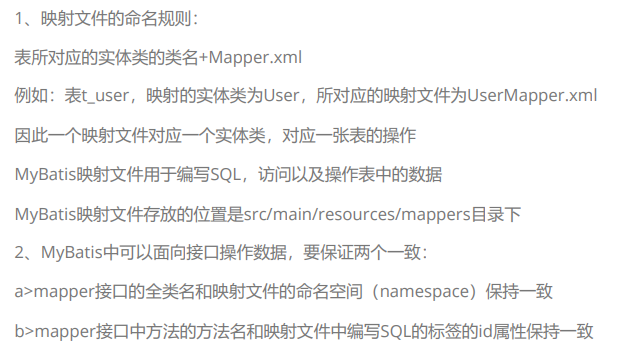 1、映射文件的命名规则：
表所对应的实体类的类名+Mapper.xml
例如：表t_user，映射的实体类为User，所对应的映射文件为UserMapper.xml
因此一个映射文件对应一个实体类，对应一张表的操作
MyBatis映射文件用于编写SQL，访问以及操作表中的数据
MyBatis映射文件存放的位置是src/main/resources/mappers目录下
2、MyBatis中可以面向接口操作数据，要保证两个一致：
a>mapper接口的全类名和映射文件的命名空间（namespace）保持一致
b>mapper接口中方法的方法名和映射文件中编写SQL的标签的id属性保持一致